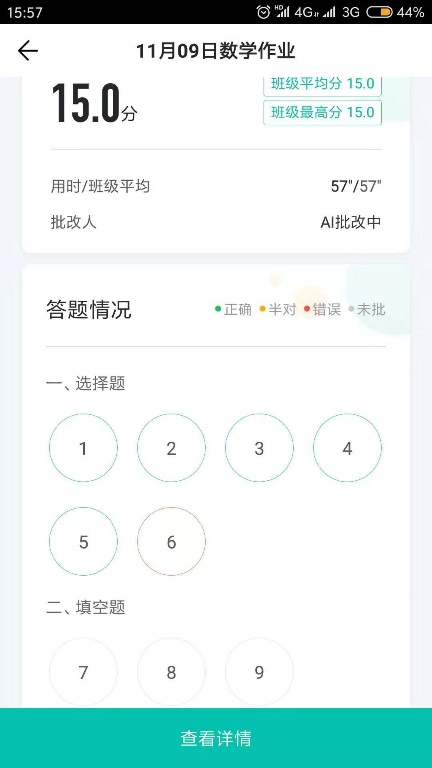 15:57
HD 4G 3G 44%
11月09日数学作业
15.0分
班级平均分 15.0
班级最高分 15.0
用时/班级平均 57"/57"
批改人 AI批改中
答题情况 正确 半对 错误 未批
一、选择题
1 2 3 4
5 6
二、填空题
7 8 9
查看详情